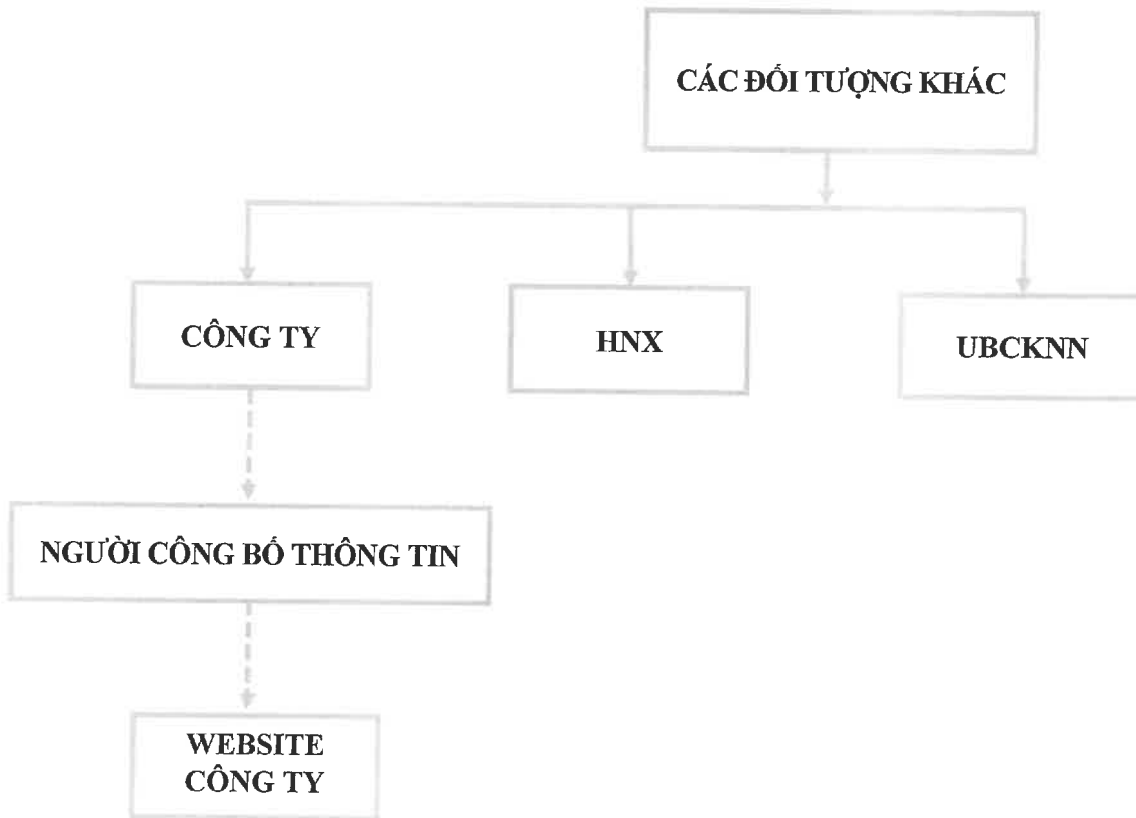 CÁC ĐỐI TƯỢNG KHÁC
CÔNG TY
HNX
UBCKNN
NGƯỜI CÔNG BỐ THÔNG TIN
WEBSITE
CÔNG TY